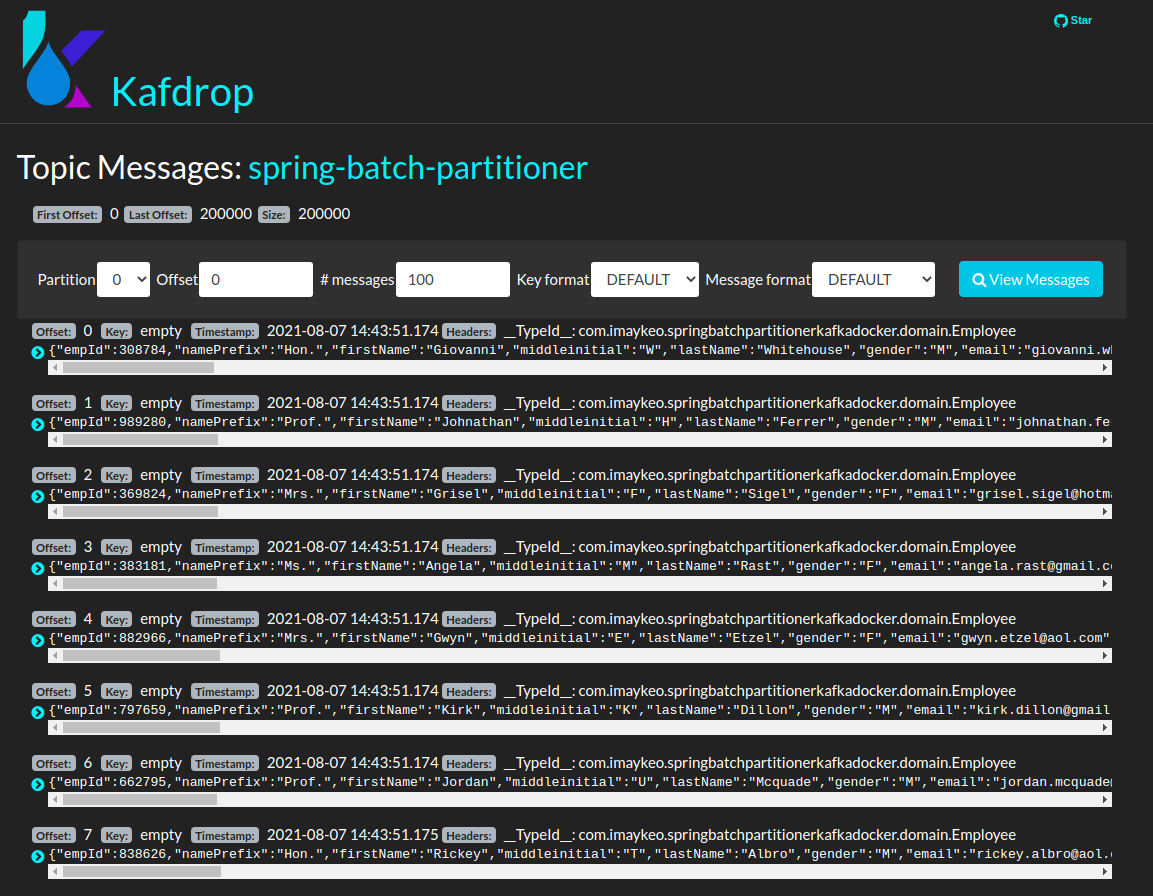 Star
Kafdrop
Topic Messages: spring-batch-partitioner
First Offset: 0 Last Offset: 200000 Size: 200000
Partition 0 Offset 0 # messages 100 Key format DEFAULT Message format DEFAULT View Messages
Offset: 0 Key: empty Timestamp: 2021-08-07 14:43:51.174 Headers: __TypeId__: com.imaykeo.springbatchpartitionerkafkadocker.domain.Employee
{"empId":308784,"namePrefix":"Hon.","firstName":"Giovanni","middleinitial":"W","lastName":"Whitehouse","gender":"M","email":"giovanni.wh
Offset: 1 Key: empty Timestamp: 2021-08-07 14:43:51.174 Headers: __TypeId__: com.imaykeo.springbatchpartitionerkafkadocker.domain.Employee
{"empId":989280,"namePrefix":"Prof.","firstName":"Johnathan","middleinitial":"H","lastName":"Ferrer","gender":"M","email":"johnathan.fer
Offset: 2 Key: empty Timestamp: 2021-08-07 14:43:51.174 Headers: __TypeId__: com.imaykeo.springbatchpartitionerkafkadocker.domain.Employee
{"empId":369824,"namePrefix":"Mrs.","firstName":"Grisel","middleinitial":"F","lastName":"Sigel","gender":"F","email":"grisel.sigel@hotma
Offset: 3 Key: empty Timestamp: 2021-08-07 14:43:51.174 Headers: __TypeId__: com.imaykeo.springbatchpartitionerkafkadocker.domain.Employee
{"empId":383181,"namePrefix":"Ms.","firstName":"Angela","middleinitial":"M","lastName":"Rast","gender":"F","email":"angela.rast@gmail.co
Offset: 4 Key: empty Timestamp: 2021-08-07 14:43:51.174 Headers: __TypeId__: com.imaykeo.springbatchpartitionerkafkadocker.domain.Employee
{"empId":882966,"namePrefix":"Mrs.","firstName":"Gwyn","middleinitial":"E","lastName":"Etzel","gender":"F","email":"gwyn.etzel@aol.com"
Offset: 5 Key: empty Timestamp: 2021-08-07 14:43:51.174 Headers: __TypeId__: com.imaykeo.springbatchpartitionerkafkadocker.domain.Employee
{"empId":797659,"namePrefix":"Prof.","firstName":"Kirk","middleinitial":"K","lastName":"Dillon","gender":"M","email":"kirk.dillon@gmail
Offset: 6 Key: empty Timestamp: 2021-08-07 14:43:51.174 Headers: __TypeId__: com.imaykeo.springbatchpartitionerkafkadocker.domain.Employee
{"empId":662795,"namePrefix":"Prof.","firstName":"Jordan","middleinitial":"U","lastName":"Mcquade","gender":"M","email":"jordan.mcquade@
Offset: 7 Key: empty Timestamp: 2021-08-07 14:43:51.175 Headers: __TypeId__: com.imaykeo.springbatchpartitionerkafkadocker.domain.Employee
{"empId":838626,"namePrefix":"Hon.","firstName":"Rickey","middleinitial":"T","lastName":"Albro","gender":"M","email":"rickey.albro@aol.c